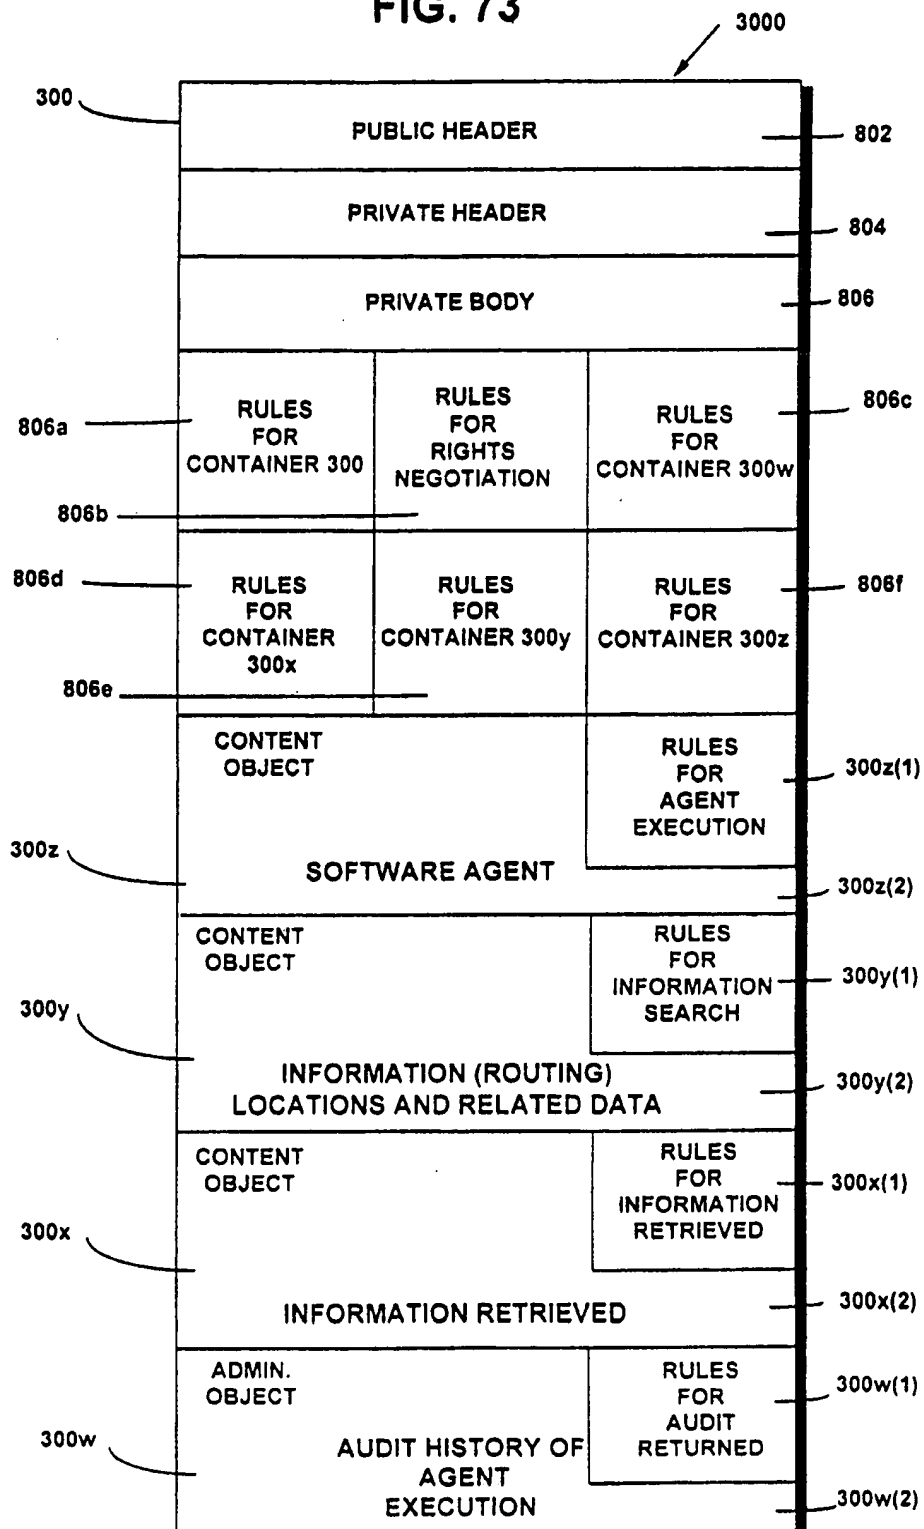 FIG. 73
3000
300
PUBLIC HEADER
802
PRIVATE HEADER
804
PRIVATE BODY
806
806a
RULES
FOR
CONTAINER 300
806b
RULES
FOR
RIGHTS
NEGOTIATION
806c
RULES
FOR
CONTAINER 300w
806d
RULES
FOR
CONTAINER
300x
806e
RULES
FOR
CONTAINER 300y
806f
RULES
FOR
CONTAINER 300z
CONTENT
OBJECT
RULES
FOR
AGENT
EXECUTION
300z(1)
300z
SOFTWARE AGENT
300z(2)
CONTENT
OBJECT
RULES
FOR
INFORMATION
SEARCH
300y(1)
300y
INFORMATION (ROUTING)
LOCATIONS AND RELATED DATA
300y(2)
CONTENT
OBJECT
RULES
FOR
INFORMATION
RETRIEVED
300x(1)
300x
INFORMATION RETRIEVED
300x(2)
ADMIN.
OBJECT
RULES
FOR
AUDIT
RETURNED
300w(1)
300w
AUDIT HISTORY OF
AGENT
EXECUTION
300w(2)